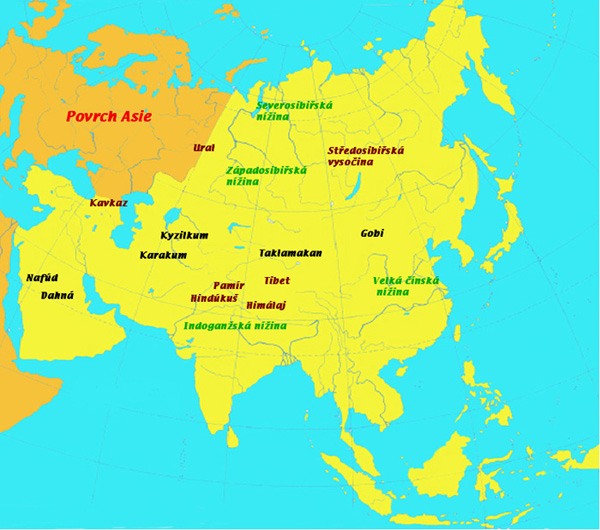 Severosibiřská
nížina
Povrch Asie
Ural
Středosibiřská
vysočina
Západosibiřská
nížina
Kavkaz
Kyzilkum
Gobi
Karakum
Taklamakan
Nafúd
Dahná
Pamír
Tibet
Hindúkuš
Himálaj
Velká čínská
nížina
Indoganžská nížina